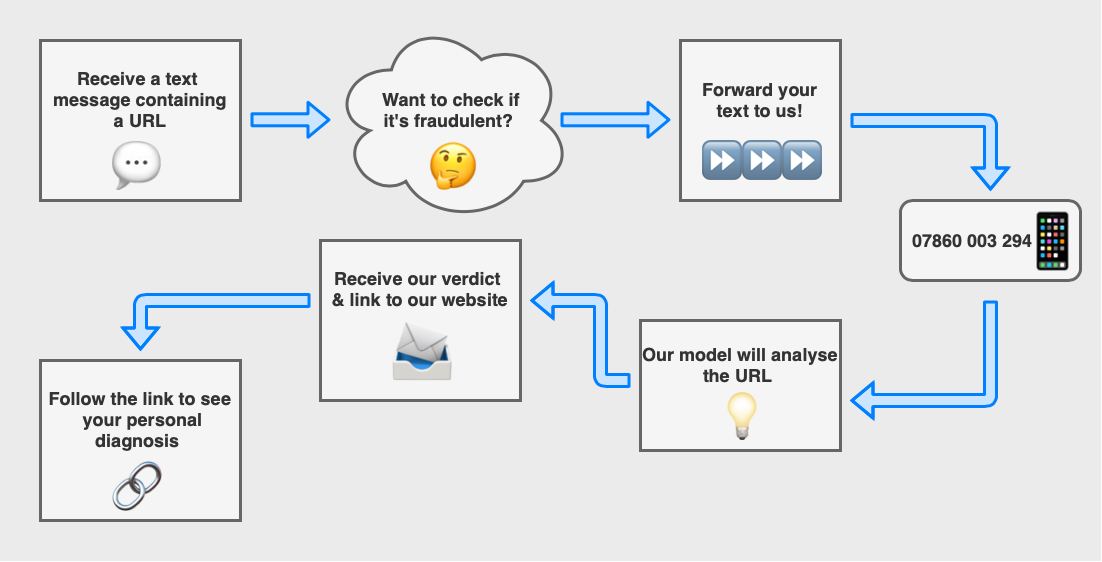 Receive a text
message containing
a URL
Want to check if
it's fraudulent?
Forward your
text to us!
07860 003 294
Our model will analyse
the URL
Receive our verdict
& link to our website
Follow the link to see
your personal
diagnosis